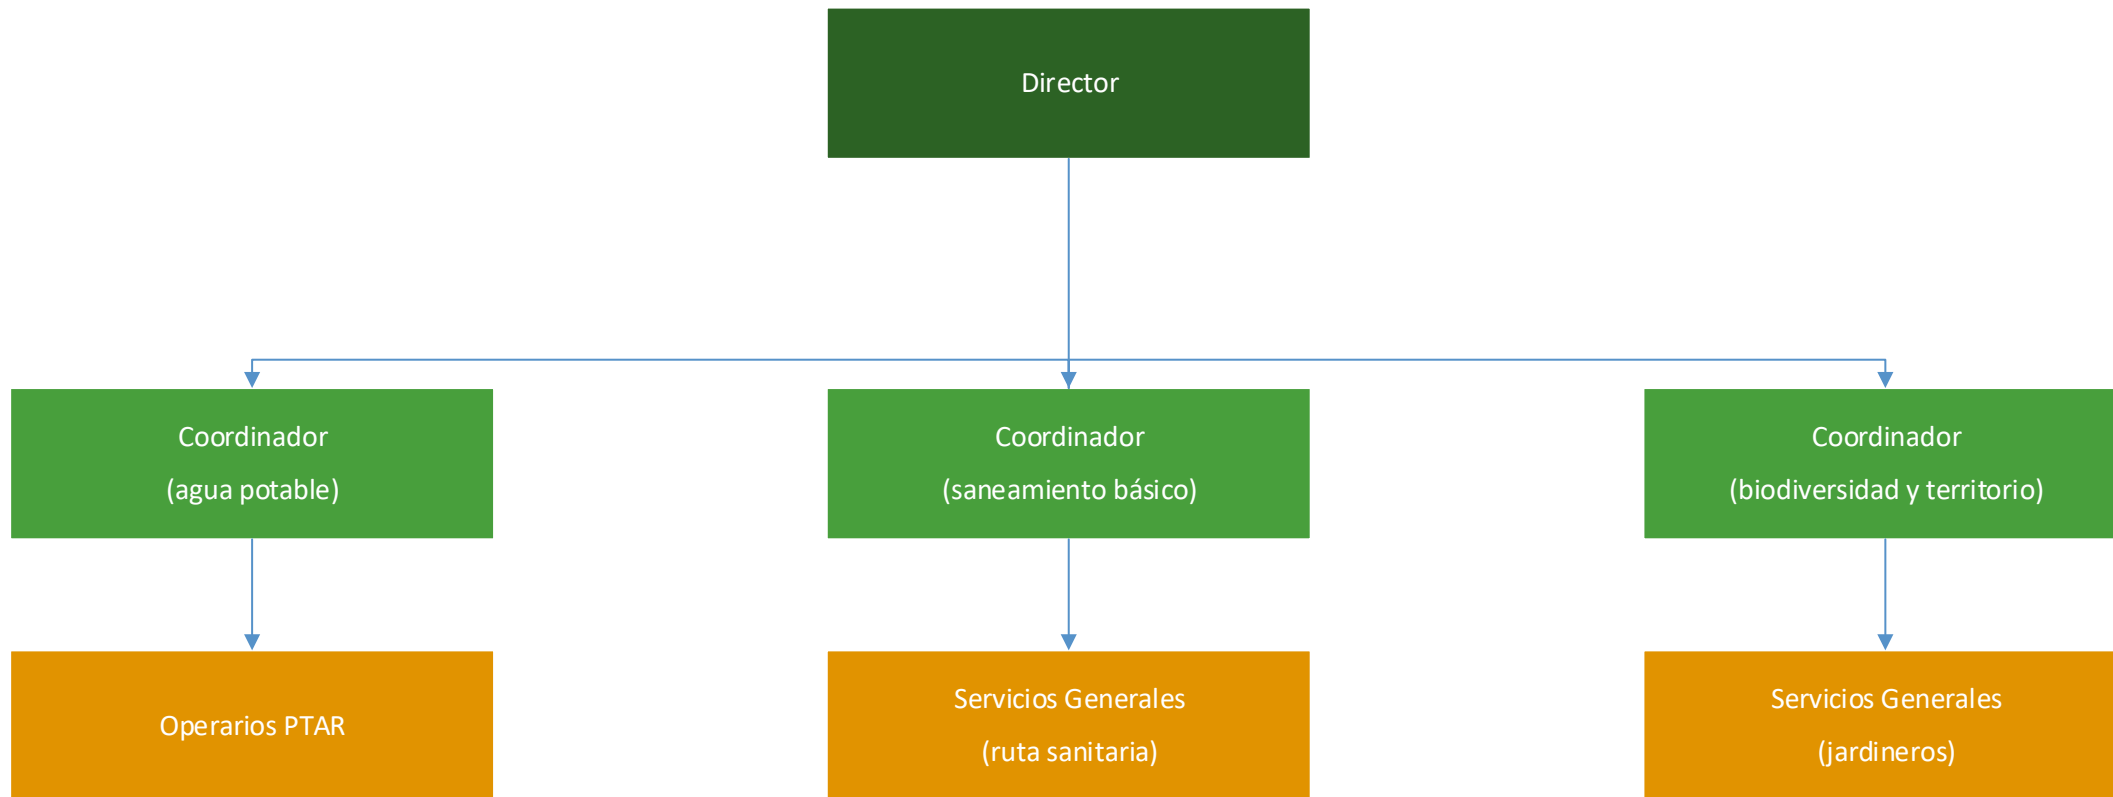 Director
Coordinador
(agua potable)
Coordinador
(saneamiento básico)
Coordinador
(biodiversidad y territorio)
Operarios PTAR
Servicios Generales
(ruta sanitaria)
Servicios Generales
(jardineros)